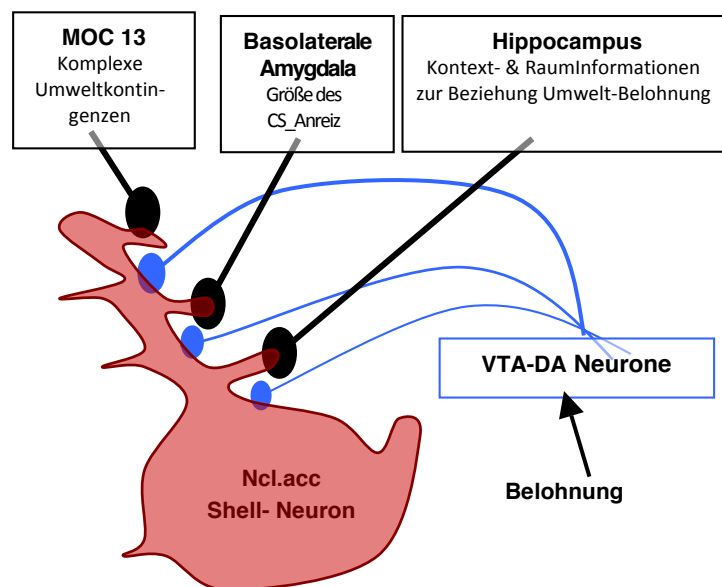 MOC 13
Komplexe
Umweltkontin-
genzen
Basolaterale
Amygdala
Größe des
CS_Anreiz
Hippocampus
Kontext- & RaumInformationen
zur Beziehung Umwelt-Belohnung
VTA-DA Neurone
Belohnung
Ncl.acc
Shell- Neuron